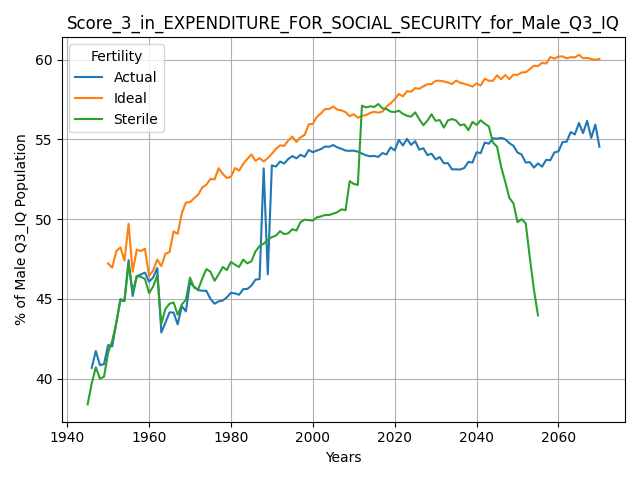 Score_3_in_EXPENDITURE_FOR_SOCIAL_SECURITY_for_Male_Q3_IQ
Fertility
Actual
Ideal
Sterile
% of Male Q3_IQ Population
60
55
50
45
40
1940
1960
1980
2000
2020
2040
2060
Years